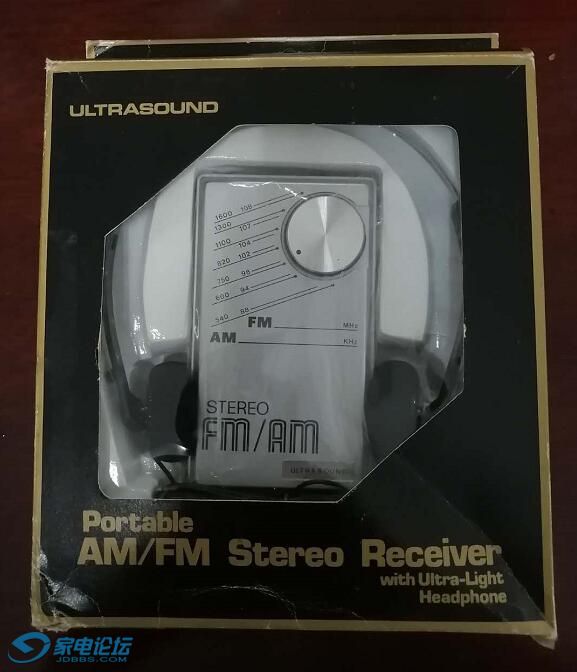 ULTRASOUND
1600 108
1300 107
1100 104
820 102
750 98
600 94
540 88
FM MHz
AM KHz
STEREO
FM/AM
ULTRASOUND
Portable
AM/FM Stereo Receiver
with Ultra-Light
Headphone
家电论坛
JDBBS.COM